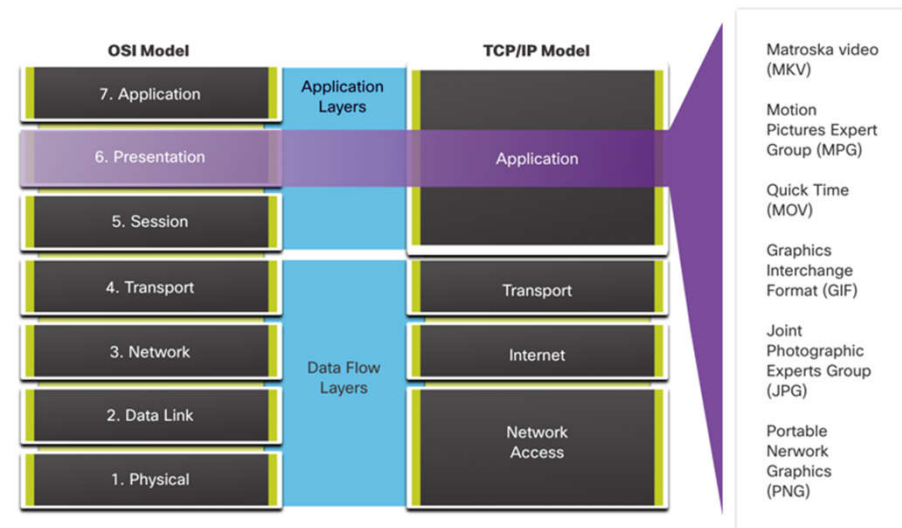 OSI Model
TCP/IP Model
7. Application
6. Presentation
5. Session
4. Transport
3. Network
2. Data Link
1. Physical
Application
Layers
Data Flow
Layers
Application
Transport
Internet
Network
Access
Matroska video
(MKV)
Motion
Pictures Expert
Group (MPG)
Quick Time
(MOV)
Graphics
Interchange
Format (GIF)
Joint
Photographic
Experts Group
(JPG)
Portable
Nerwork
Graphics
(PNG)